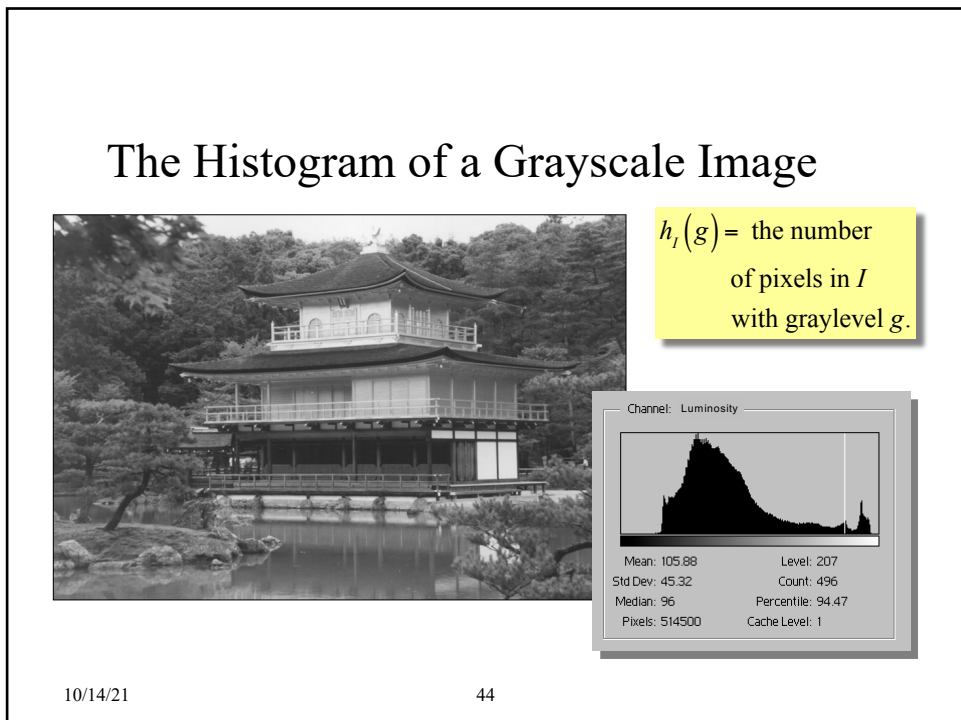 The Histogram of a Grayscale Image
h_I(g) = the number
of pixels in I
with graylevel g.
Channel: Luminosity
Mean: 105.88 Level: 207
Std Dev: 45.32 Count: 496
Median: 96 Percentile: 94.47
Pixels: 514500 Cache Level: 1
10/14/21 44